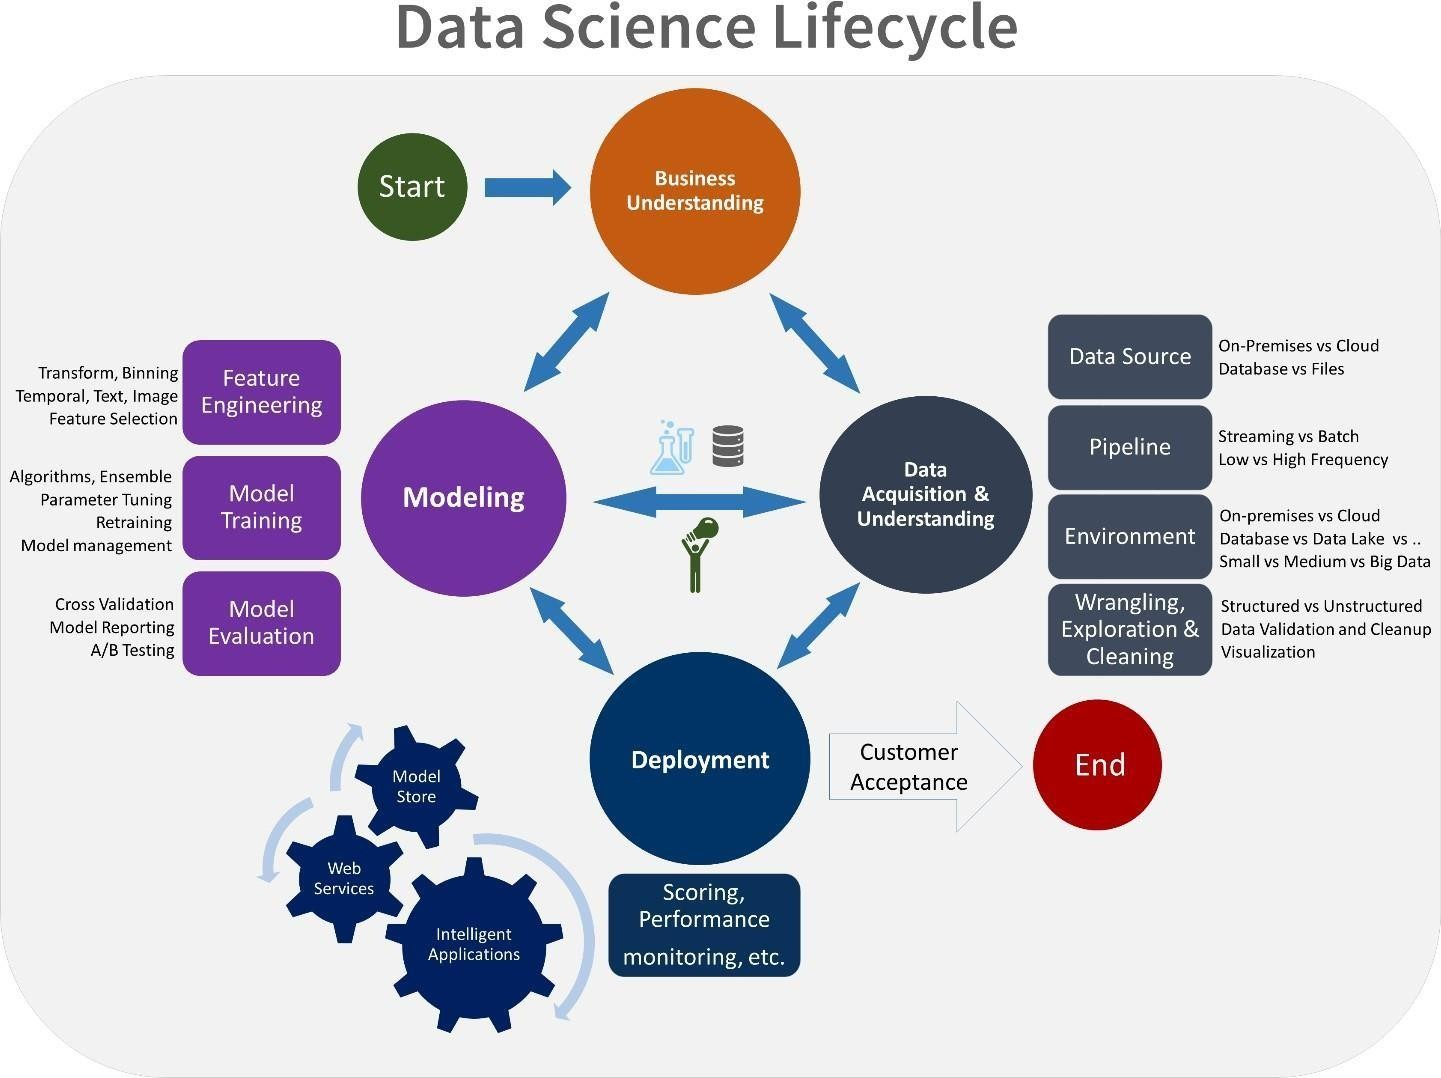 Data Science Lifecycle
Start
Business
Understanding
Transform, Binning
Temporal, Text, Image
Feature Selection
Feature
Engineering
Algorithms, Ensemble
Parameter Tuning
Retraining
Model management
Model
Training
Cross Validation
Model Reporting
A/B Testing
Model
Evaluation
Modeling
Data
Acquisition &
Understanding
Data Source
On-Premises vs Cloud
Database vs Files
Pipeline
Streaming vs Batch
Low vs High Frequency
Environment
On-premises vs Cloud
Database vs Data Lake vs ..
Small vs Medium vs Big Data
Wrangling,
Exploration &
Cleaning
Structured vs Unstructured
Data Validation and Cleanup
Visualization
Deployment
Customer
Acceptance
End
Model
Store
Web
Services
Intelligent
Applications
Scoring,
Performance
monitoring, etc.